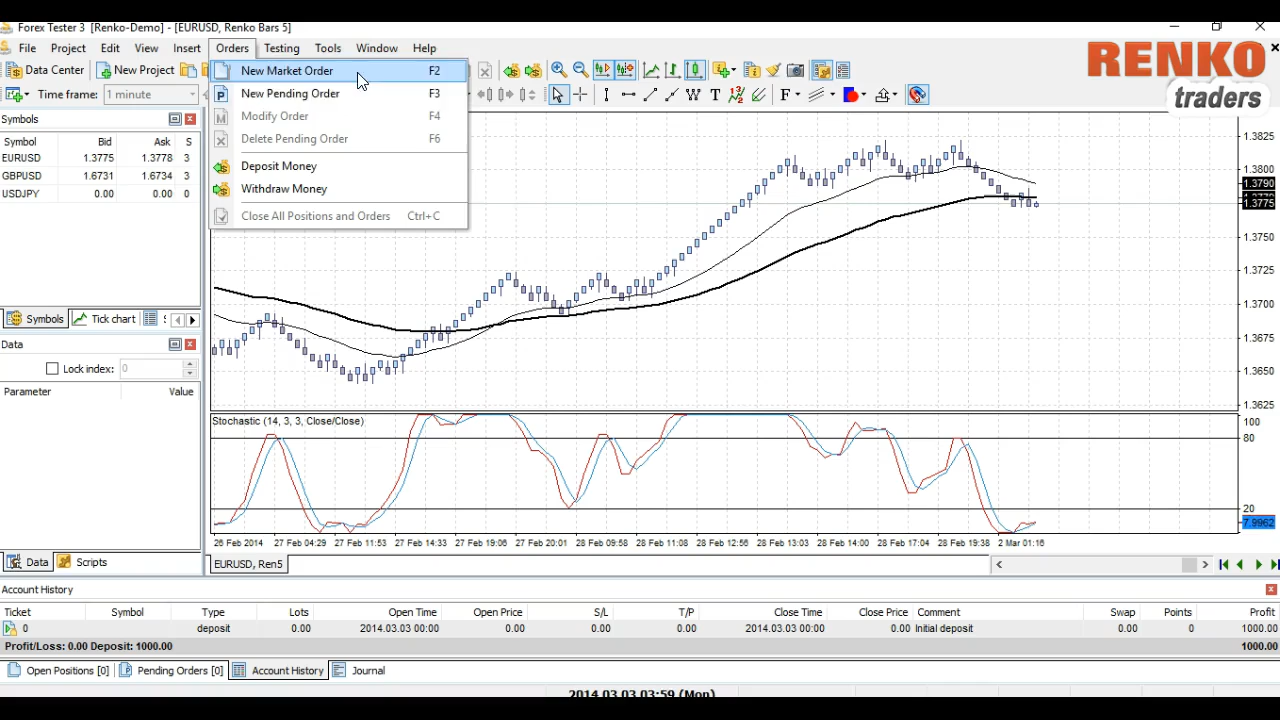 Forex Tester 3 [Renko-Demo] - [EURUSD, Renko Bars 5]
File Project Edit View Insert Orders Testing Tools Window Help
RENKO
traders
Data Center New Project
New Market Order F2
Time frame: 1 minute
New Pending Order F3
Modify Order F4
Delete Pending Order F6
Deposit Money
Withdraw Money
Close All Positions and Orders Ctrl+C
Symbols
Symbol Bid Ask S
EURUSD 1.3775 1.3778 3
GBPUSD 1.6731 1.6734 3
USDJPY 0.00 0.00 0
Symbols Tick chart
Data
Lock index: 0
Parameter Value
Data Scripts
1.3825
1.3800
1.3790
1.3775
1.3750
1.3725
1.3700
1.3675
1.3650
1.3625
Stochastic (14, 3, 3, Close/Close)
100
80
20
7.9962
26 Feb 2014 27 Feb 04:29 27 Feb 11:53 27 Feb 14:33 27 Feb 19:06 27 Feb 20:01 28 Feb 09:58 28 Feb 11:08 28 Feb 12:56 28 Feb 13:03 28 Feb 14:00 28 Feb 17:04 28 Feb 19:38 2 Mar 01:16
EURUSD, Ren5
Account History
Ticket Symbol Type Lots Open Time Open Price S/L T/P Close Time Close Price Comment Swap Points Profit
0 deposit 0.00 2014.03.03 00:00 0.00 0.00 0.00 2014.03.03 00:00 0.00 Initial deposit 0.00 0 1000.00
Profit/Loss: 0.00 Deposit: 1000.00 1000.00
Open Positions [0] Pending Orders [0] Account History Journal
2014.03.03 03:59 (Mon)